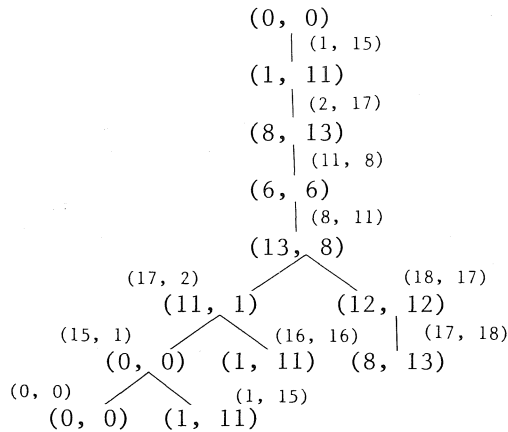 (0, 0)
(1, 15)
(1, 11)
(2, 17)
(8, 13)
(11, 8)
(6, 6)
(8, 11)
(13, 8)
(17, 2) (18, 17)
(11, 1) (12, 12)
(15, 1) (16, 16) (17, 18)
(0, 0) (1, 11) (8, 13)
(0, 0) (1, 15)
(0, 0) (1, 11)